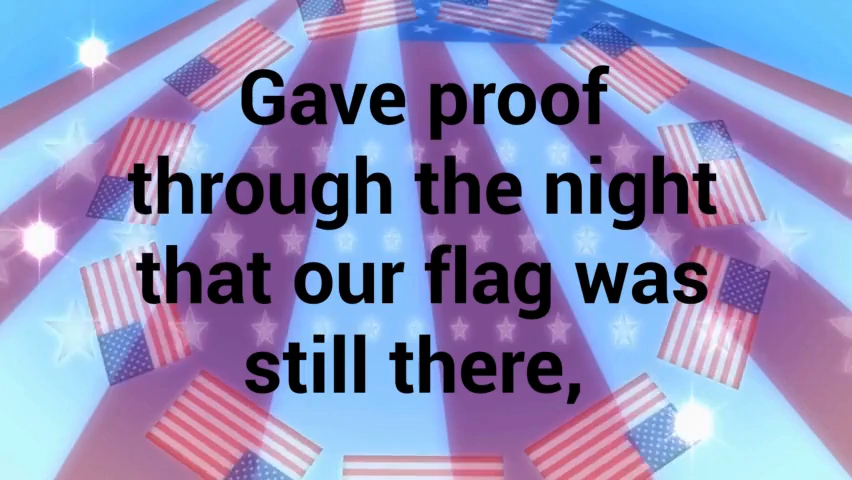 Gave proof
through the night
that our flag was
still there,